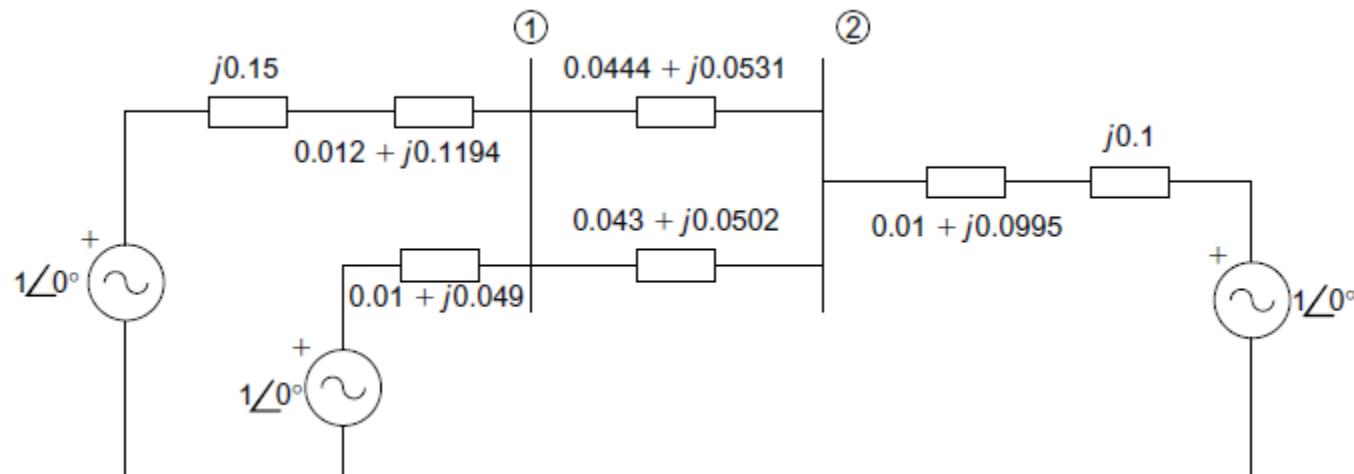 ①
②
j0.15
0.0444 + j0.0531
0.012 + j0.1194
j0.1
0.043 + j0.0502
0.01 + j0.0995
+
1∠0°
0.01 + j0.049
+
1∠0°
+
1∠0°